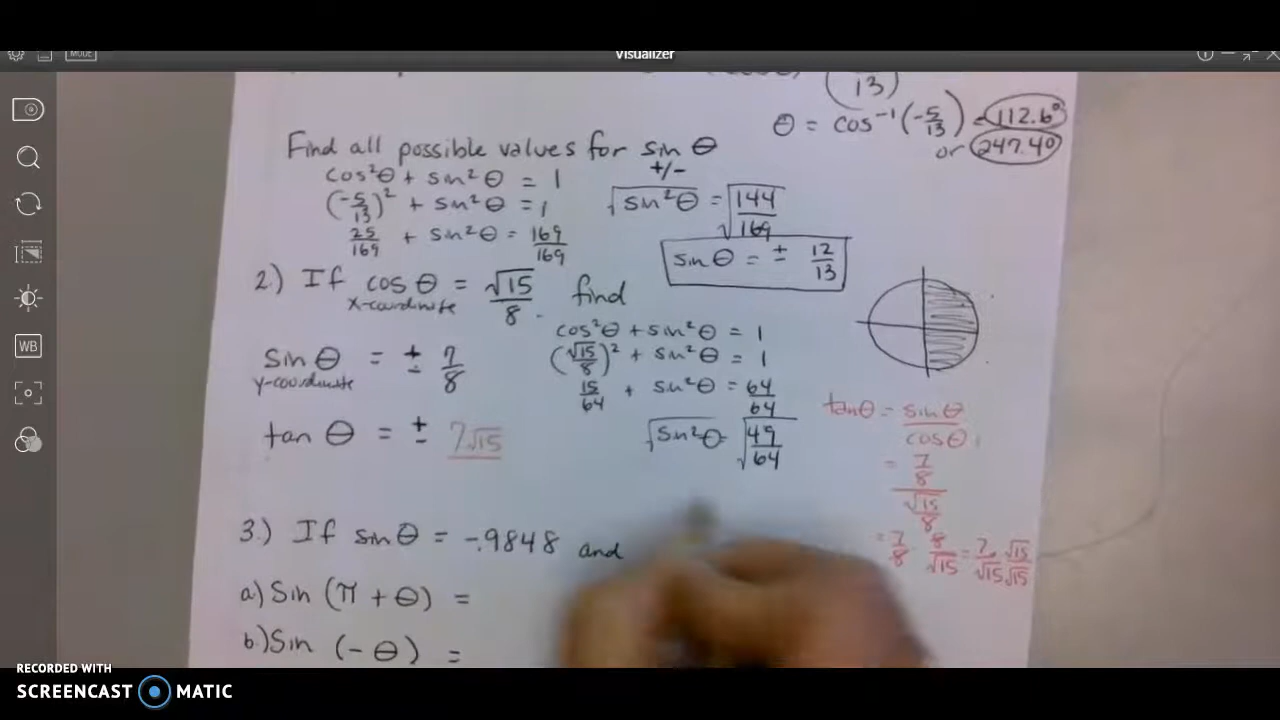 MODE
Visualizer
WB
13
θ = cos⁻¹(-5/13) = 112.6°
or 247.4°
Find all possible values for sin θ
cos²θ + sin²θ = 1
(-5/13)² + sin²θ = 1
25/169 + sin²θ = 169/169
+/-
√sin²θ = √144/169
sin θ = ± 12/13
2.) If cos θ = √15/8 . find
x-coordinate
sin θ = ± 7/8
y-coordinate
tan θ = ± 7√15
cos²θ + sin²θ = 1
(√15/8)² + sin²θ = 1
15/64 + sin²θ = 64/64
√sin²θ = √49/64
tan θ = sin θ/cos θ
= 7/8 / √15/8
= 7/8 · 8/√15 = 7/√15 · √15/√15
3.) If sin θ = -.9848 and
a.) Sin (π + θ) =
b.) Sin (-θ) =
RECORDED WITH
SCREENCAST MATIC